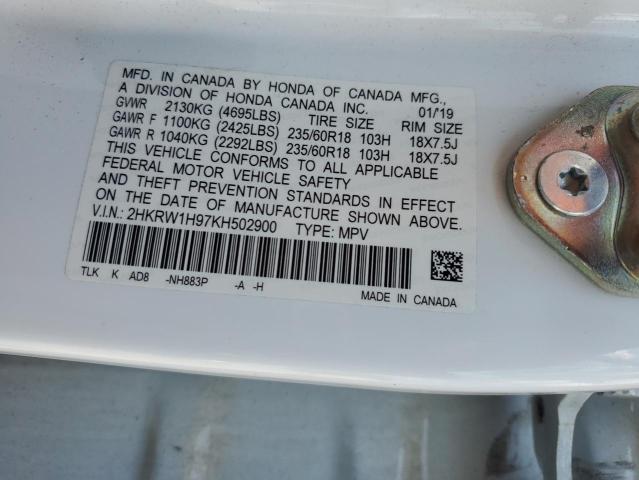 MFD. IN CANADA BY HONDA OF CANADA MFG.,
A DIVISION OF HONDA CANADA INC. 01/19
GVWR 2130KG (4695LBS) TIRE SIZE RIM SIZE
GAWR F 1100KG (2425LBS) 235/60R18 103H 18X7.5J
GAWR R 1040KG (2292LBS) 235/60R18 103H 18X7.5J
THIS VEHICLE CONFORMS TO ALL APPLICABLE
FEDERAL MOTOR VEHICLE SAFETY
AND THEFT PREVENTION STANDARDS IN EFFECT
ON THE DATE OF MANUFACTURE SHOWN ABOVE.
V.I.N.: 2HKRW1H97KH502900 TYPE: MPV
TLK K AD8 -NH883P -A -H
MADE IN CANADA